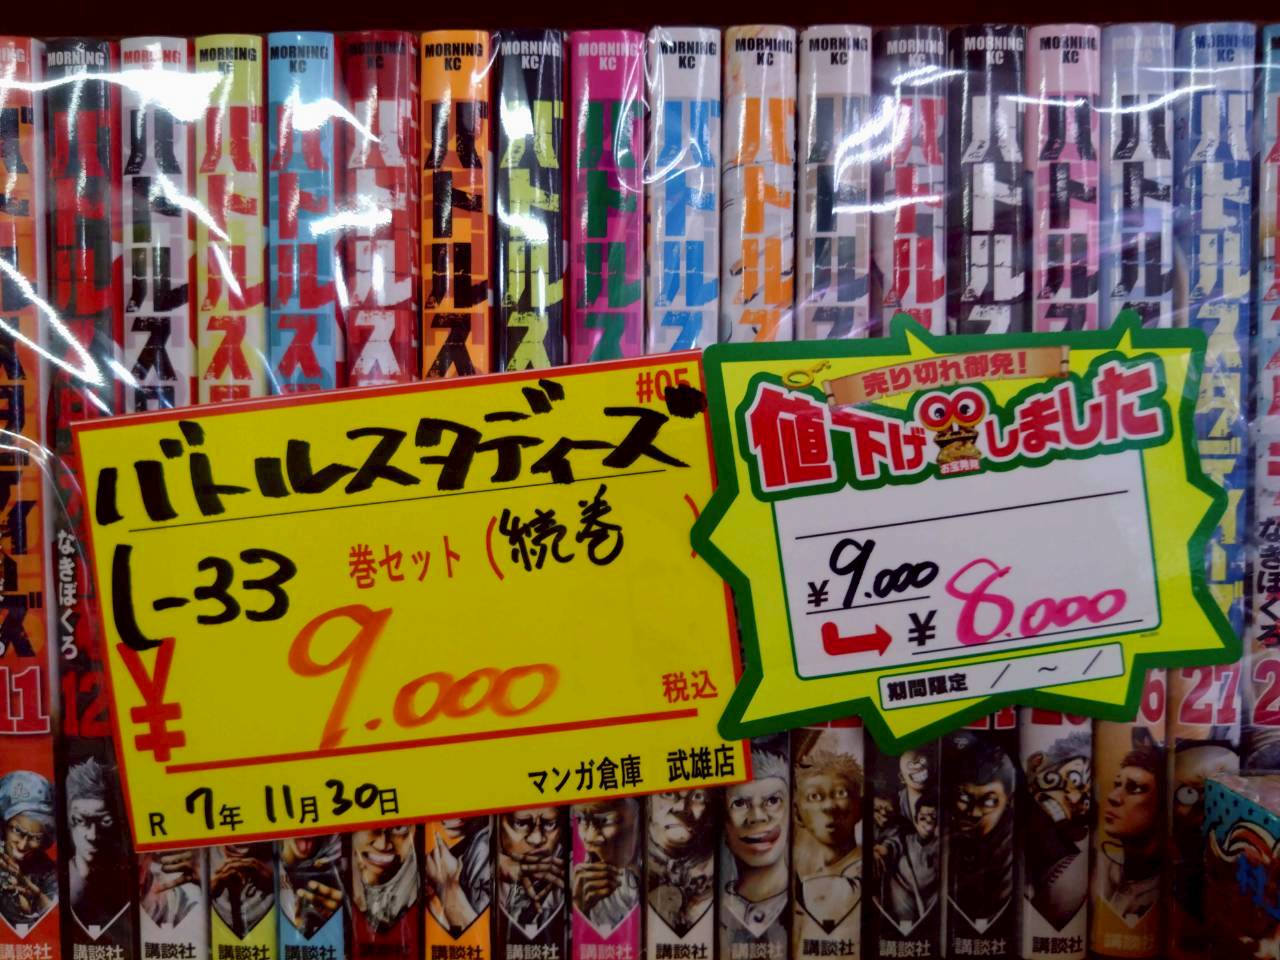 MORNING KC
バトルスタディーズ
なきぼくろ
11
12
27
講談社
#05
バトルスタディーズ
1-33 巻セット(続巻)
¥9.000 税込
マンガ倉庫 武雄店
R 7年 11月30日
売り切れ御免!
値下げしました
お宝発見
¥9.000
¥8.000
期間限定 / ~ /